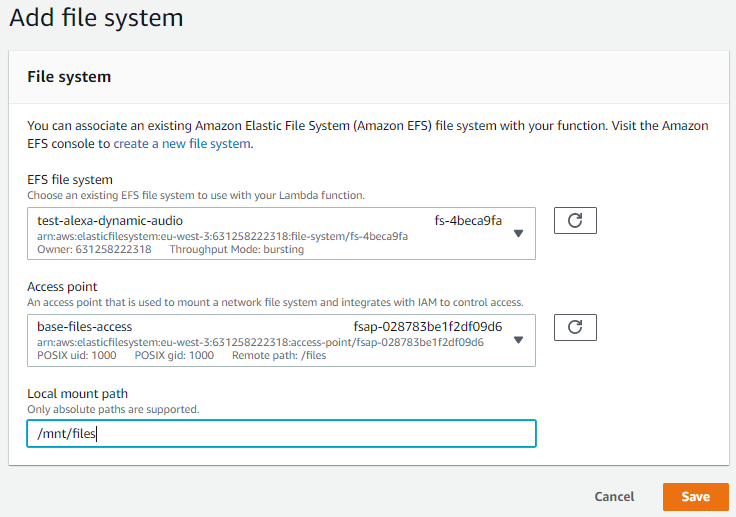 Add file system
File system
You can associate an existing Amazon Elastic File System (Amazon EFS) file system with your function. Visit the Amazon
EFS console to create a new file system.
EFS file system
Choose an existing EFS file system to use with your Lambda function.
test-alexa-dynamic-audio fs-4beca9fa
arn:aws:elasticfilesystem:eu-west-3:631258222318:file-system/fs-4beca9fa
Owner: 631258222318 Throughput Mode: bursting
Access point
An access point that is used to mount a network file system and integrates with IAM to control access.
base-files-access fsap-028783be1f2df09d6
arn:aws:elasticfilesystem:eu-west-3:631258222318:access-point/fsap-028783be1f2df09d6
POSIX uid: 1000 POSIX gid: 1000 Remote path: /files
Local mount path
Only absolute paths are supported.
/mnt/files
Cancel Save